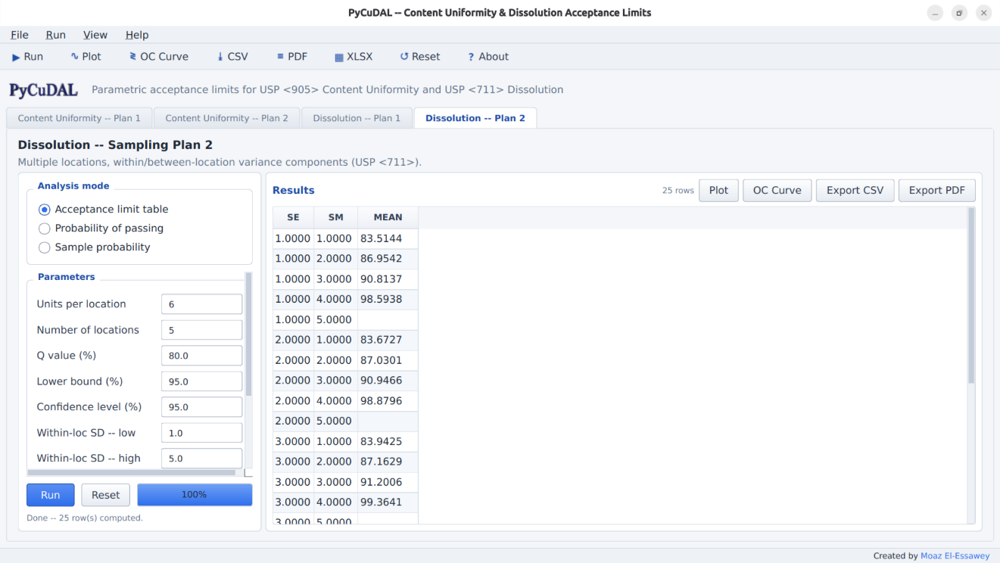 PyCuDAL -- Content Uniformity & Dissolution Acceptance Limits
File Run View Help
Run Plot OC Curve CSV PDF XLSX Reset ? About
PyCuDAL Parametric acceptance limits for USP <905> Content Uniformity and USP <711> Dissolution
Content Uniformity -- Plan 1 Content Uniformity -- Plan 2 Dissolution -- Plan 1 Dissolution -- Plan 2
Dissolution -- Sampling Plan 2
Multiple locations, within/between-location variance components (USP <711>).
Analysis mode
Acceptance limit table
Probability of passing
Sample probability
Parameters
Units per location 6
Number of locations 5
Q value (%) 80.0
Lower bound (%) 95.0
Confidence level (%) 95.0
Within-loc SD -- low 1.0
Within-loc SD -- high 5.0
Run Reset 100%
Done -- 25 row(s) computed.
Results 25 rows Plot OC Curve Export CSV Export PDF
SE SM MEAN
1.0000 1.0000 83.5144
1.0000 2.0000 86.9542
1.0000 3.0000 90.8137
1.0000 4.0000 98.5938
1.0000 5.0000
2.0000 1.0000 83.6727
2.0000 2.0000 87.0301
2.0000 3.0000 90.9466
2.0000 4.0000 98.8796
2.0000 5.0000
3.0000 1.0000 83.9425
3.0000 2.0000 87.1629
3.0000 3.0000 91.2006
3.0000 4.0000 99.3641
3.0000 5.0000
Created by Moaz El-Essawey